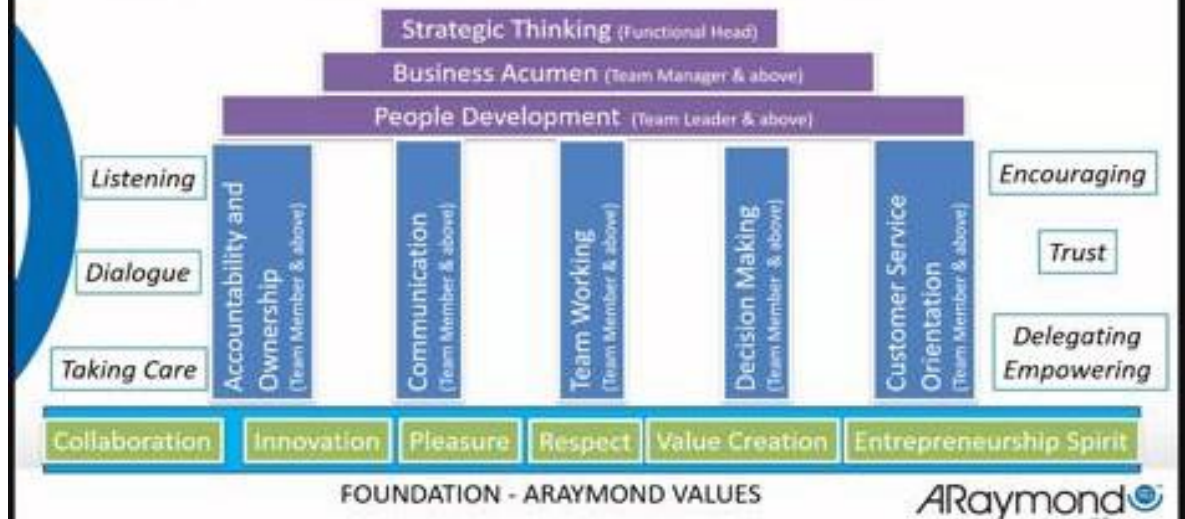 Strategic Thinking (Functional Head)
Business Acumen (Team Manager & above)
People Development (Team Leader & above)
Listening
Dialogue
Taking Care
Accountability and
Ownership
(Team Member & above)
Communication
(Team Member & above)
Team Working
(Team Member & above)
Decision Making
(Team Member & above)
Customer Service
Orientation
(Team Member & above)
Encouraging
Trust
Delegating
Empowering
Collaboration
Innovation
Pleasure
Respect
Value Creation
Entrepreneurship Spirit
FOUNDATION - ARAYMOND VALUES
ARaymond